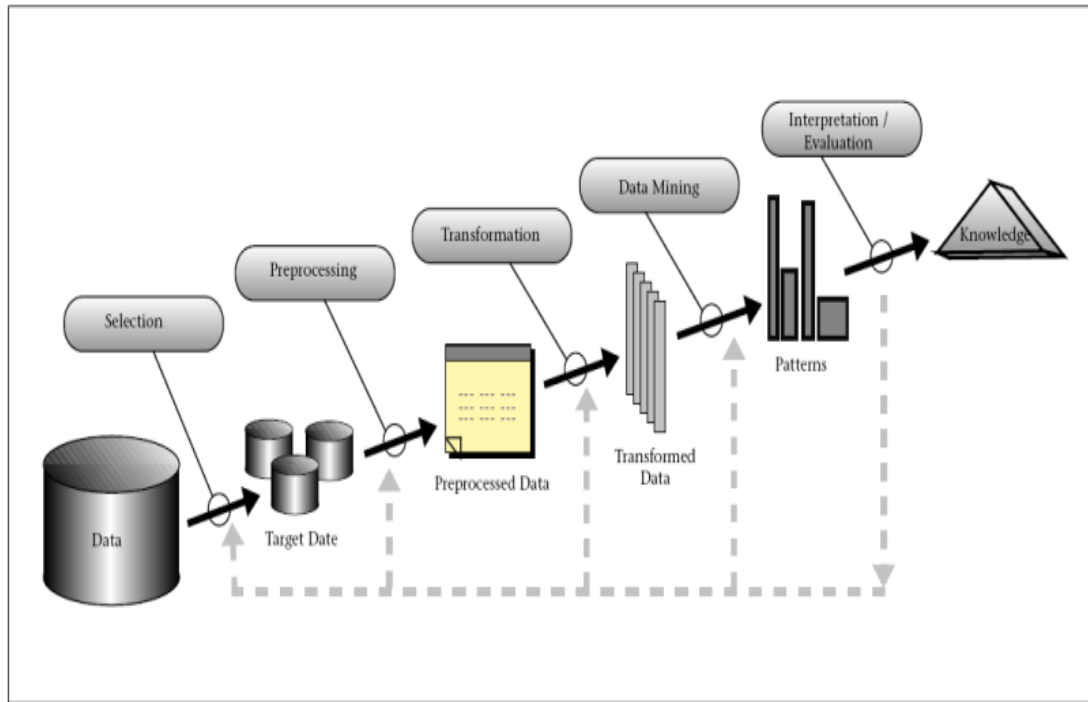 Interpretation /
Evaluation
Data Mining
Transformation
Preprocessing
Selection
Knowledge
Patterns
Transformed
Data
Preprocessed Data
Target Date
Data